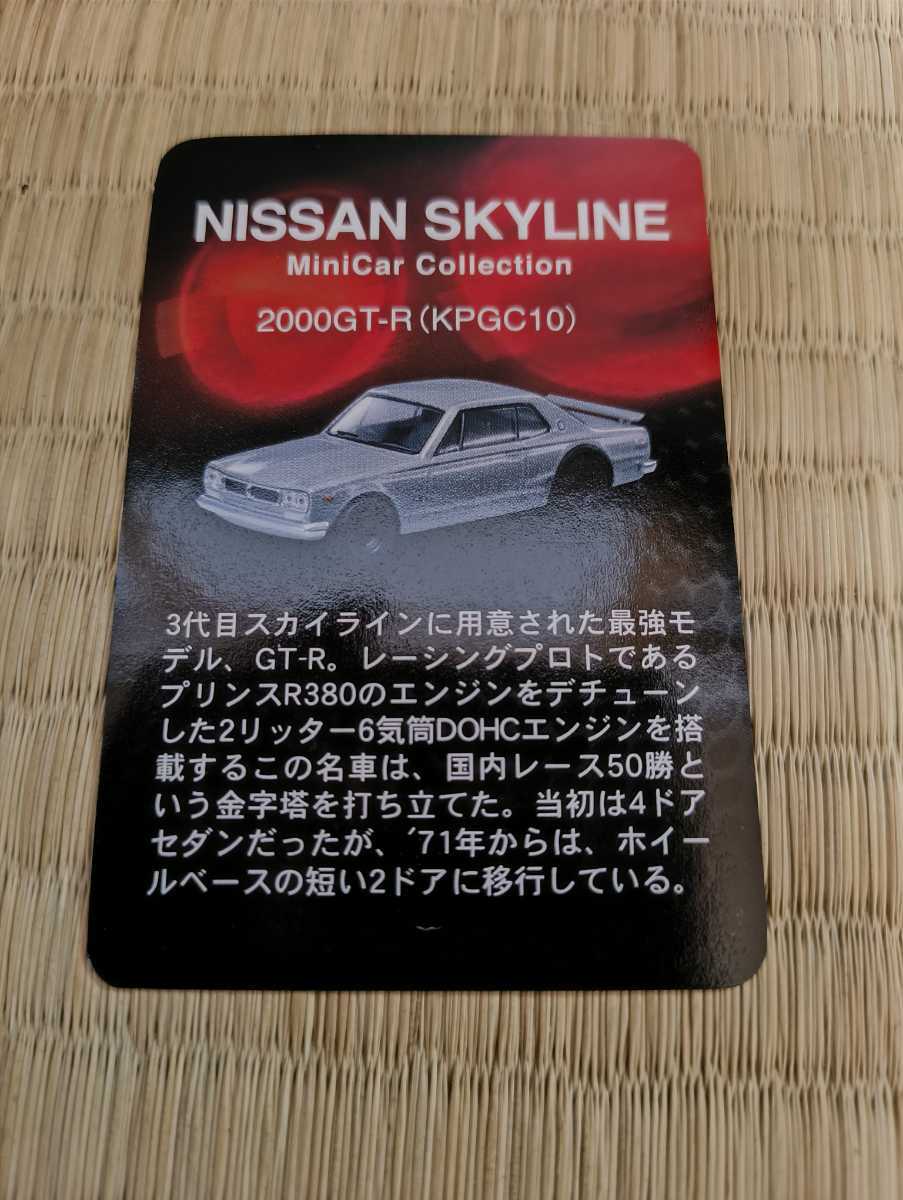 NISSAN SKYLINE
MiniCar Collection
2000GT-R(KPGC10)
3代目スカイラインに用意された最強モ
デル、GT-R。レーシングプロトである
プリンスR380のエンジンをデチューン
した2リッター6気筒DOHCエンジンを搭
載するこの名車は、国内レース50勝と
いう金字塔を打ち立てた。当初は4ドア
セダンだったが、'71年からは、ホイー
ルベースの短い2ドアに移行している。